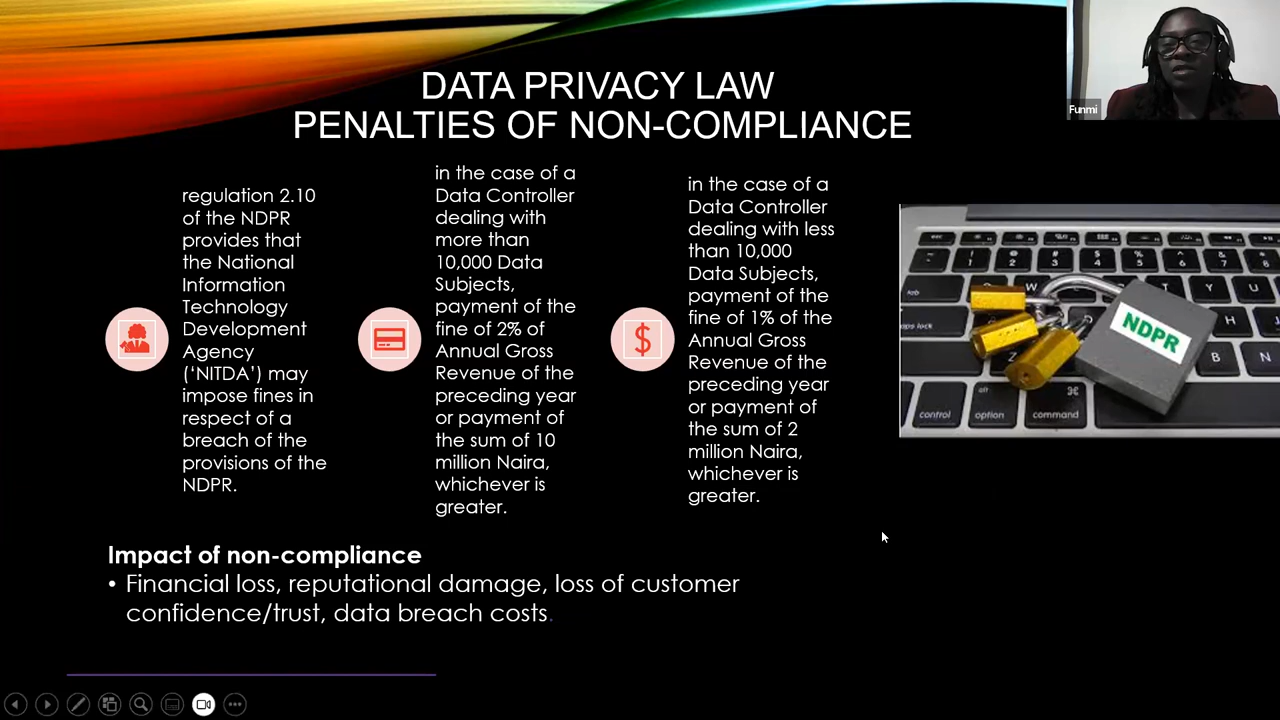 DATA PRIVACY LAW
PENALTIES OF NON-COMPLIANCE
Funmi
regulation 2.10
of the NDPR
provides that
the National
Information
Technology
Development
Agency
(‘NITDA’) may
impose fines in
respect of a
breach of the
provisions of the
NDPR.
in the case of a
Data Controller
dealing with
more than
10,000 Data
Subjects,
payment of the
fine of 2% of
Annual Gross
Revenue of the
preceding year
or payment of
the sum of 10
million Naira,
whichever is
greater.
in the case of a
Data Controller
dealing with less
than 10,000
Data Subjects,
payment of the
fine of 1% of the
Annual Gross
Revenue of the
preceding year
or payment of
the sum of 2
million Naira,
whichever is
greater.
NDPR
control
option
command
Impact of non-compliance
• Financial loss, reputational damage, loss of customer
confidence/trust, data breach costs.